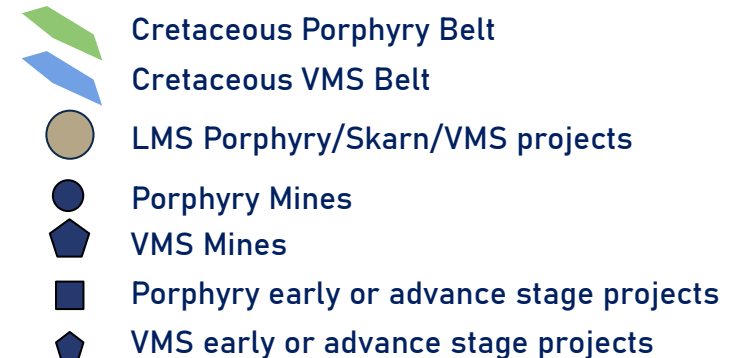 Cretaceous Porphyry Belt
Cretaceous VMS Belt
LMS Porphyry/Skarn/VMS projects
Porphyry Mines
VMS Mines
Porphyry early or advance stage projects
VMS early or advance stage projects